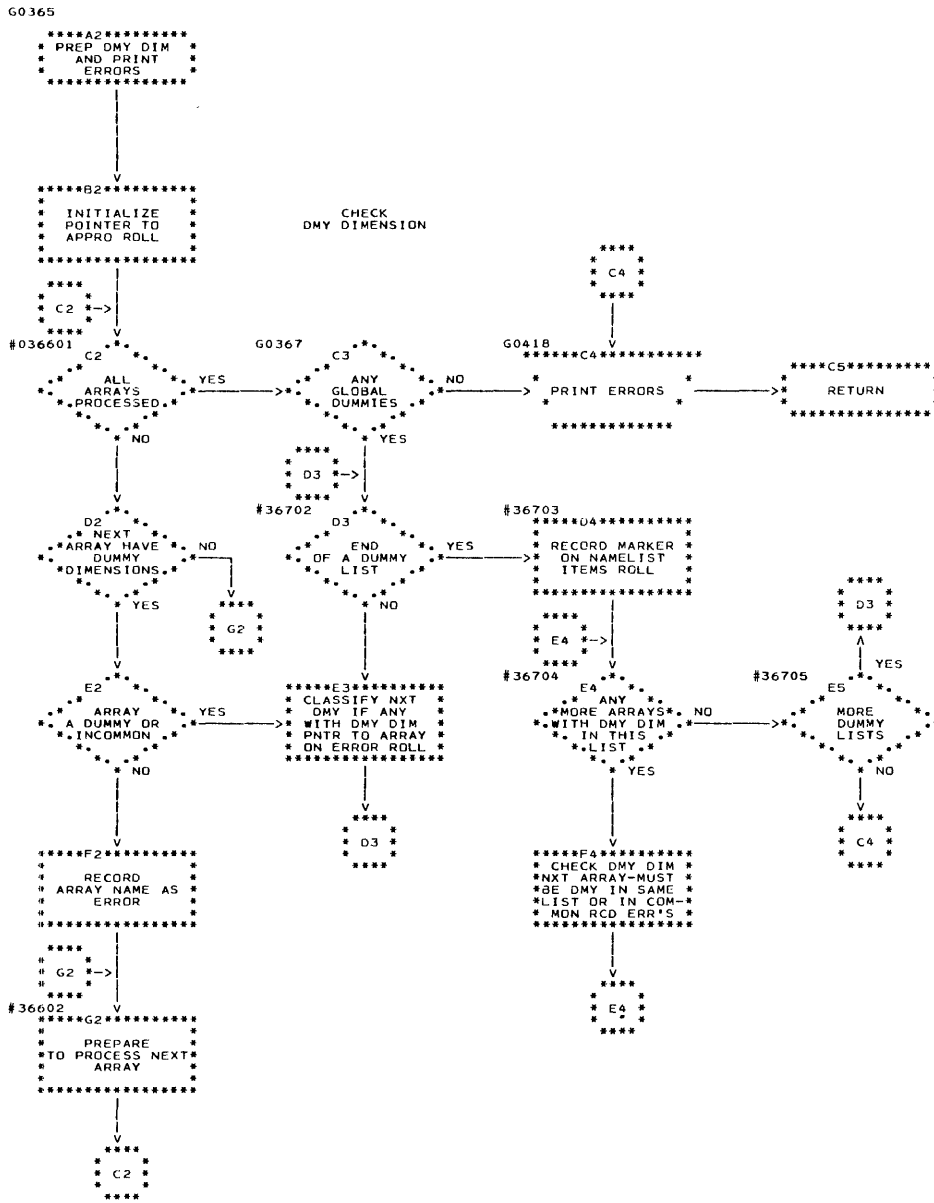 G0365
A2
PREP DMY DIM
AND PRINT
ERRORS
B2
INITIALIZE
POINTER TO
APPRO ROLL
CHECK
DMY DIMENSION
C4
C2
#036601
C2
ALL
ARRAYS
PROCESSED
YES
NO
G0367
C3
ANY
GLOBAL
DUMMIES
NO
YES
G0418
C4
PRINT ERRORS
C5
RETURN
D3
D2
NEXT
ARRAY HAVE
DUMMY
DIMENSIONS
NO
YES
G2
#36702
D3
END
OF A DUMMY
LIST
YES
NO
#36703
D4
RECORD MARKER
ON NAMELIST
ITEMS ROLL
D3
E4
E2
ARRAY
A DUMMY OR
INCOMMON
YES
NO
E3
CLASSIFY NXT
DMY IF ANY
WITH DMY DIM
PNTR TO ARRAY
ON ERROR ROLL
D3
#36704
E4
ANY
MORE ARRAYS
WITH DMY DIM
IN THIS
LIST
NO
YES
#36705
E5
MORE
DUMMY
LISTS
YES
NO
C4
F2
RECORD
ARRAY NAME AS
ERROR
F4
CHECK DMY DIM
NXT ARRAY-MUST
BE DMY IN SAME
LIST OR IN COM-
MON RCD ERR'S
E4
G2
#36602
G2
PREPARE
TO PROCESS NEXT
ARRAY
C2